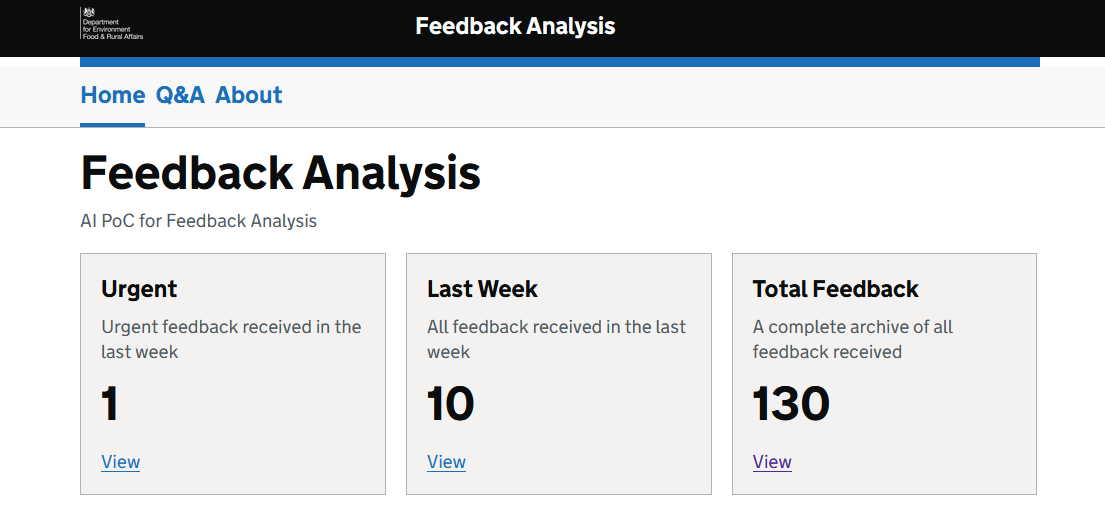 Department
for Environment
Food & Rural Affairs
Feedback Analysis
Home Q&A About
Feedback Analysis
AI PoC for Feedback Analysis
Urgent
Urgent feedback received in the
last week
1
View
Last Week
All feedback received in the last
week
10
View
Total Feedback
A complete archive of all
feedback received
130
View